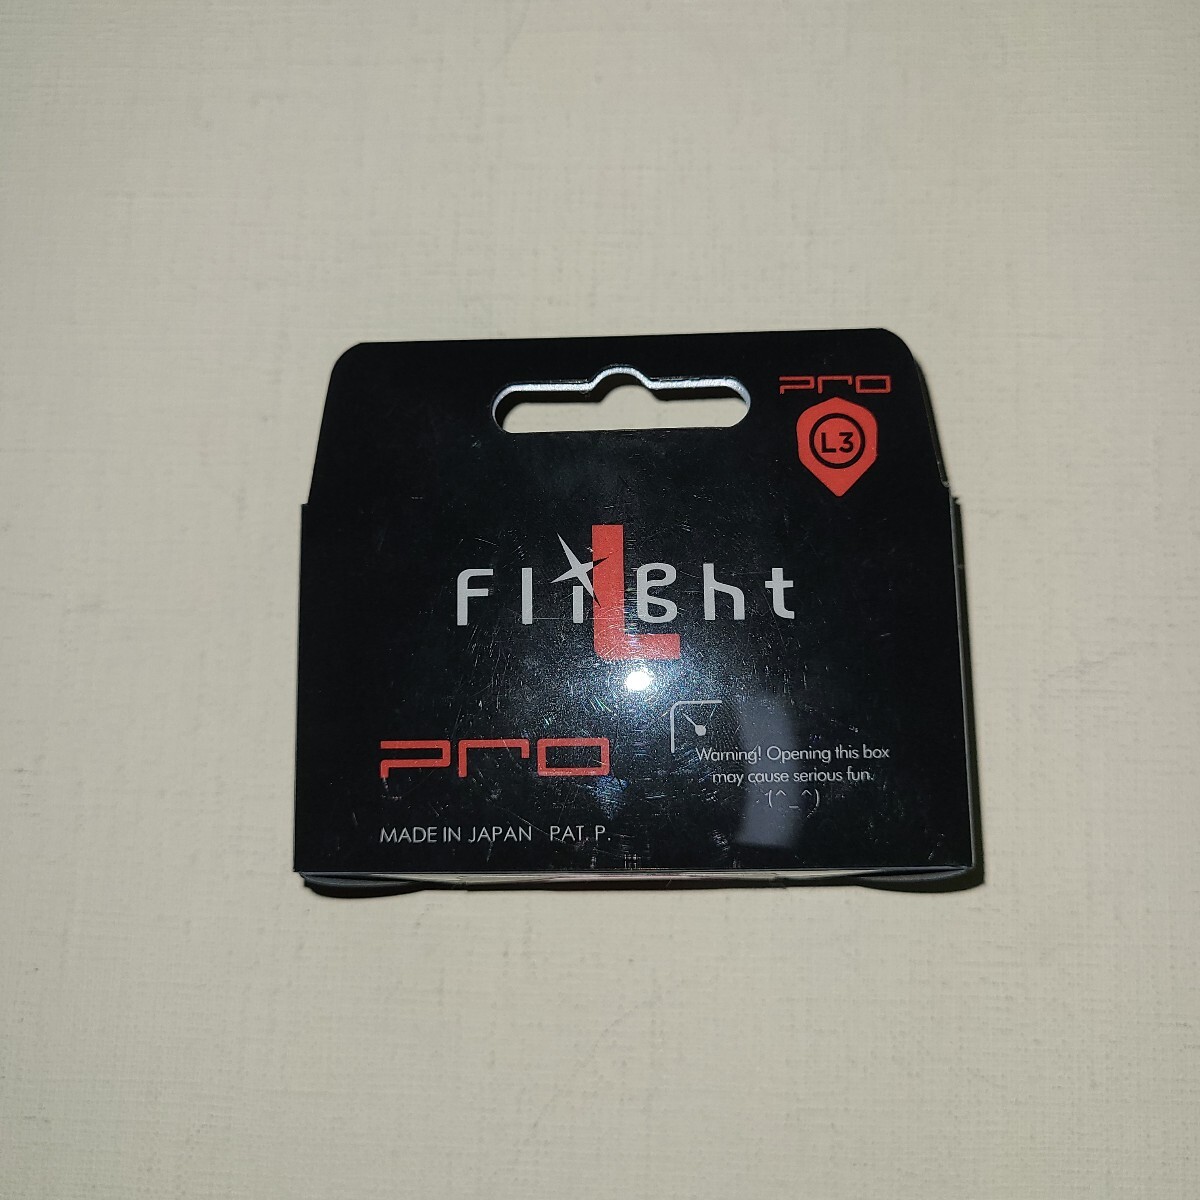 PRO
L3
Flight
L
PRO
Warning! Opening this box
may cause serious fun.
(^_^)
MADE IN JAPAN PAT. P.